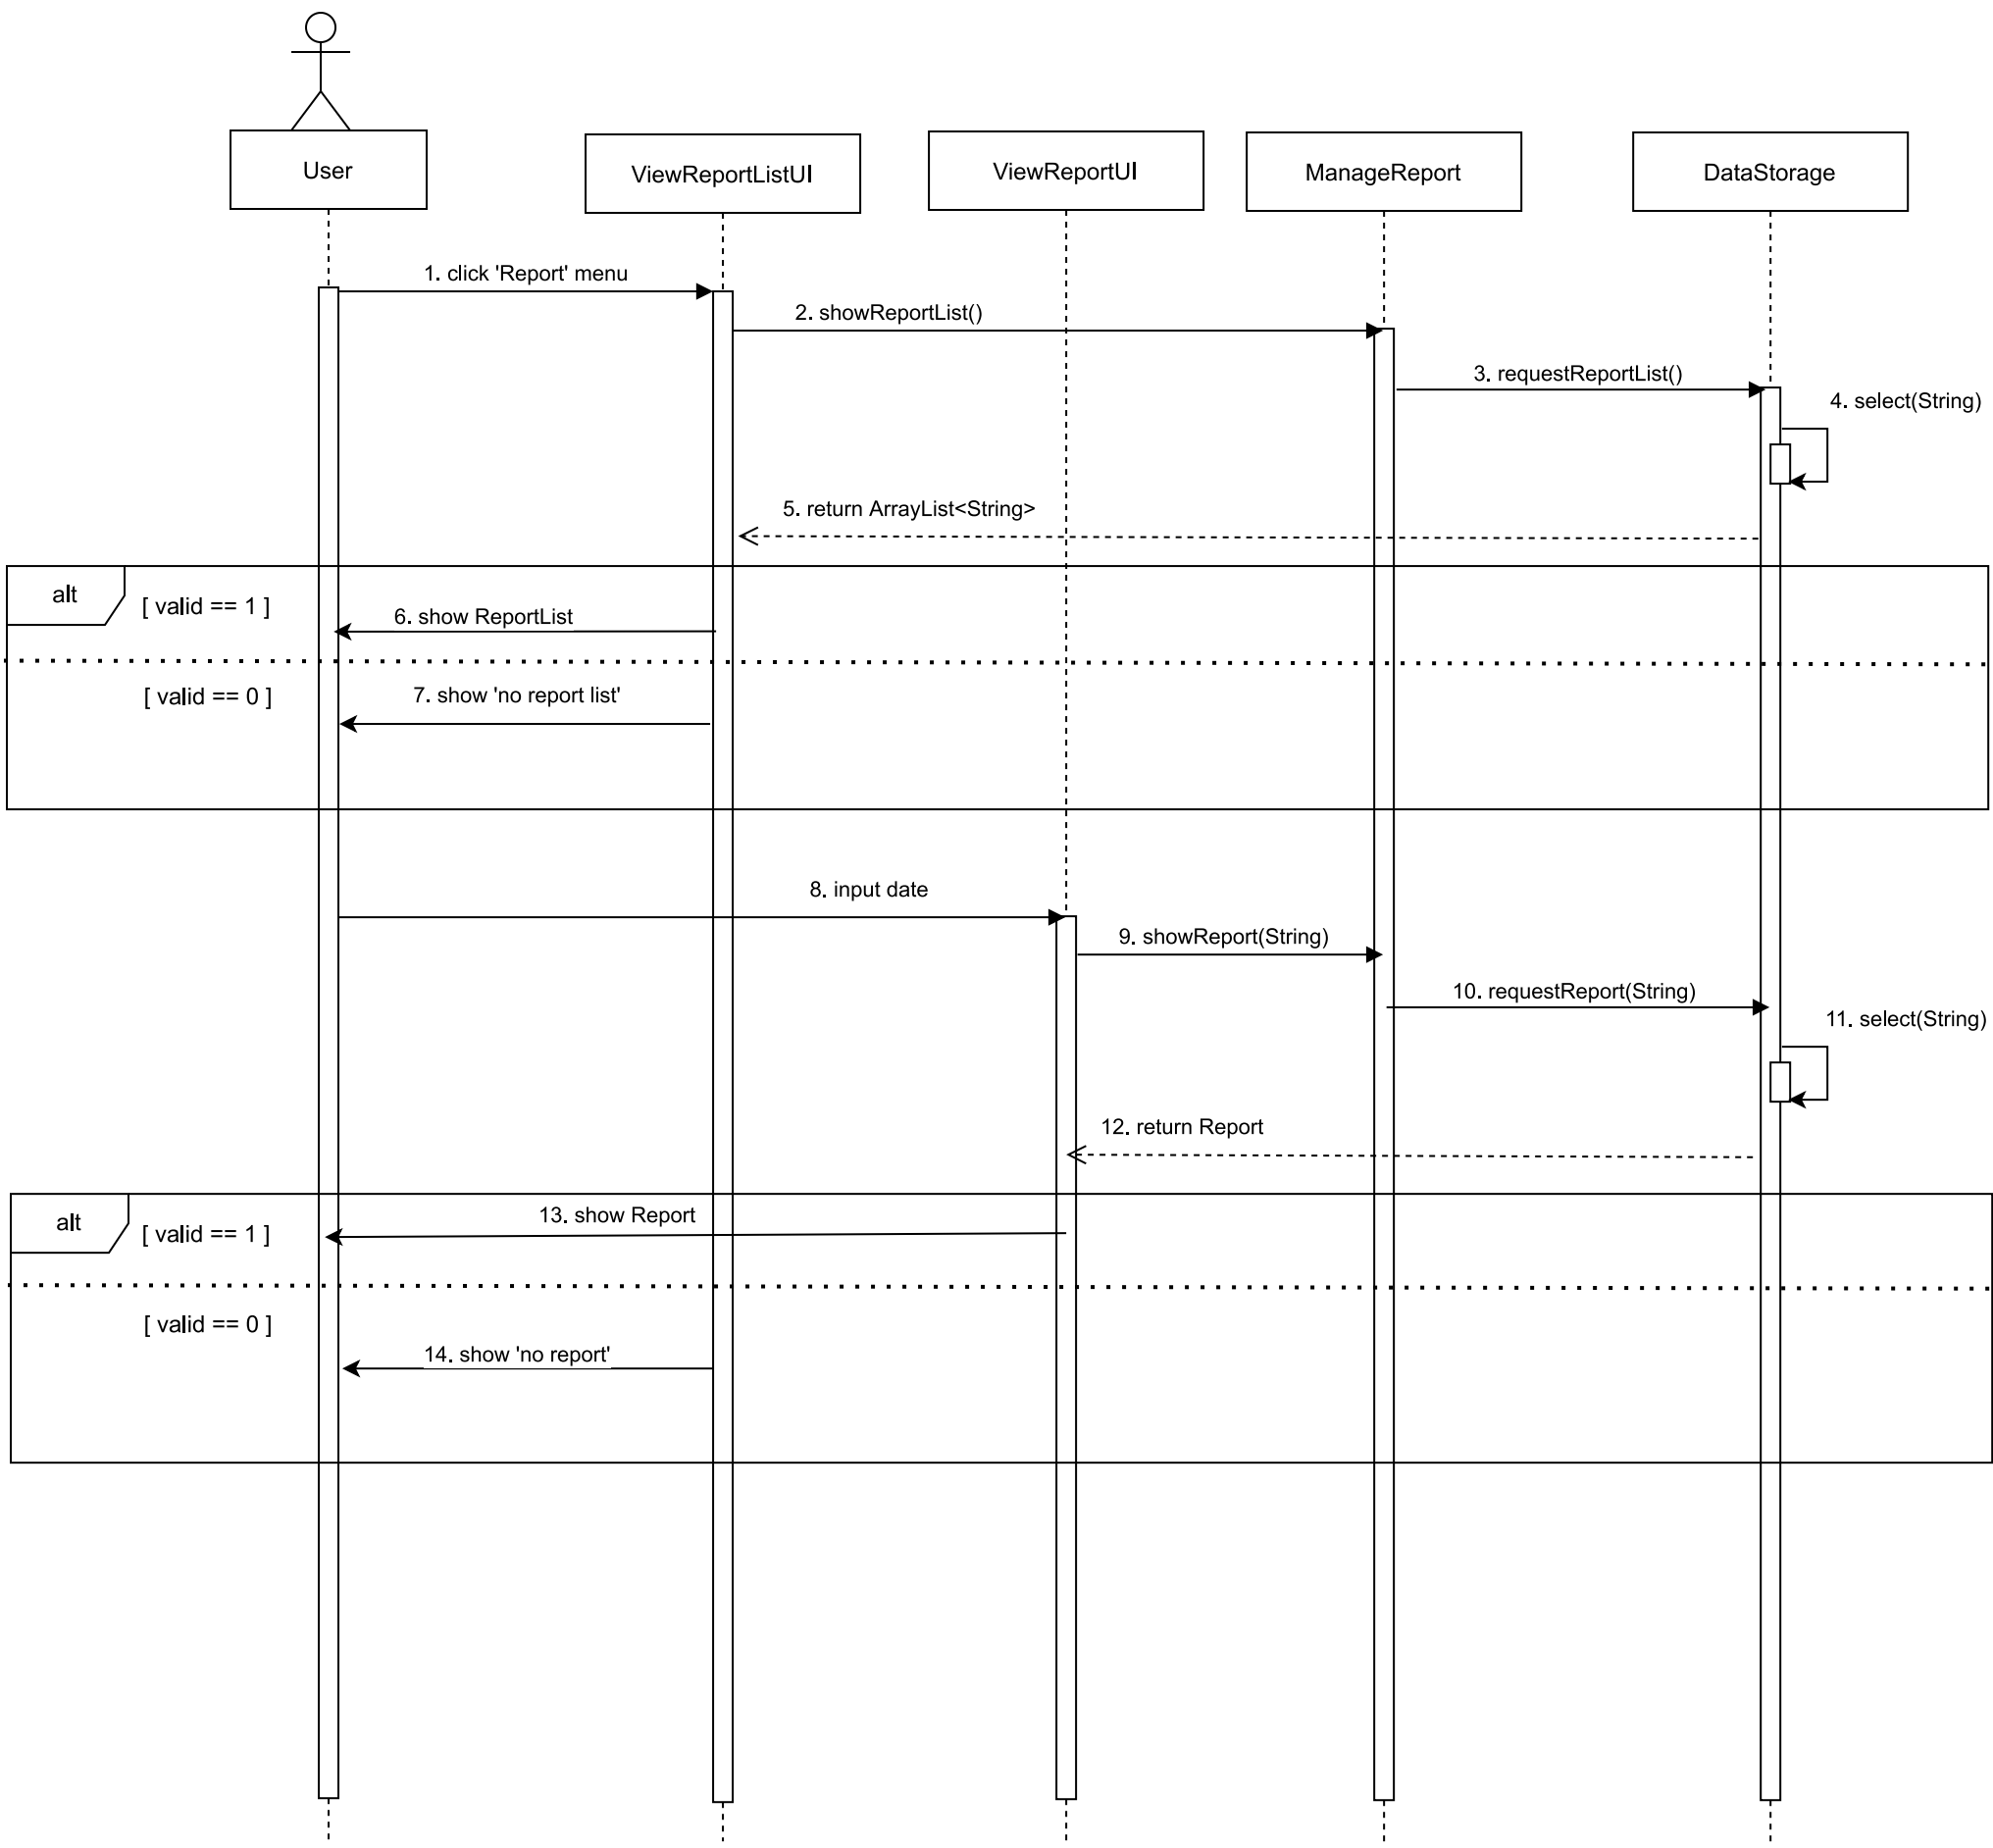 User
ViewReportListUI
ViewReportUI
ManageReport
DataStorage
1. click 'Report' menu
2. showReportList()
3. requestReportList()
4. select(String)
5. return ArrayList<String>
alt
[ valid == 1 ]
6. show ReportList
[ valid == 0 ]
7. show 'no report list'
8. input date
9. showReport(String)
10. requestReport(String)
11. select(String)
12. return Report
alt
[ valid == 1 ]
13. show Report
[ valid == 0 ]
14. show 'no report'